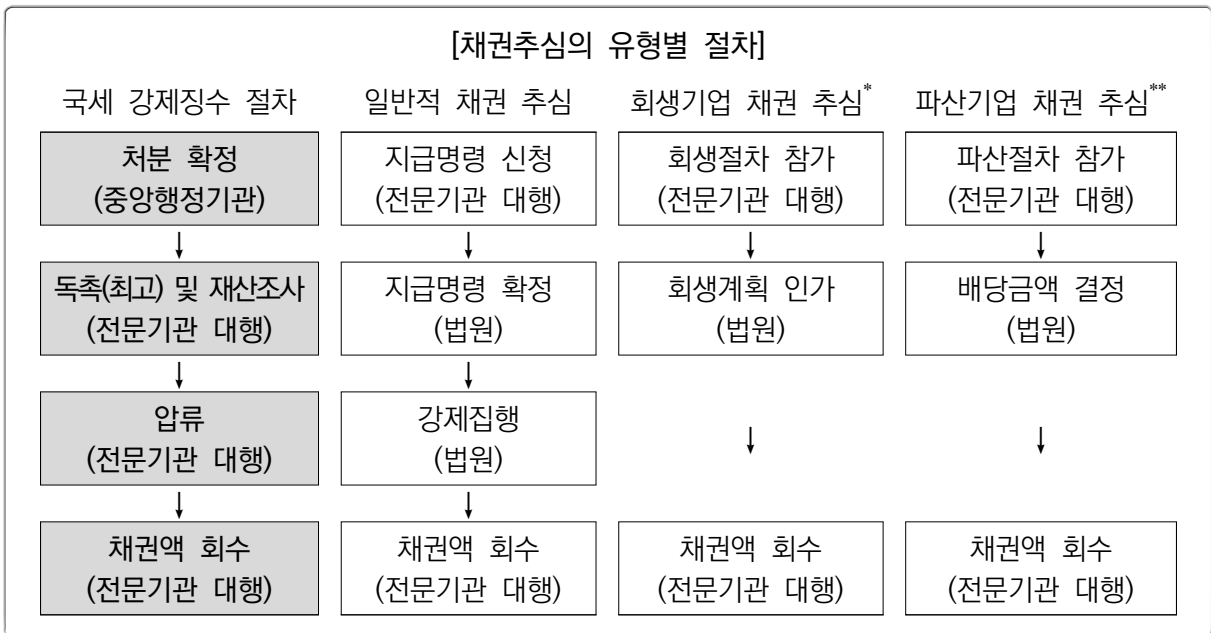 [채권추심의 유형별 절차]
국세 강제징수 절차 일반적 채권 추심 회생기업 채권 추심* 파산기업 채권 추심**
처분 확정
(중앙행정기관)
지급명령 신청
(전문기관 대행)
회생절차 참가
(전문기관 대행)
파산절차 참가
(전문기관 대행)
↓ ↓ ↓ ↓
독촉(최고) 및 재산조사
(전문기관 대행)
지급명령 확정
(법원)
회생계획 인가
(법원)
배당금액 결정
(법원)
↓ ↓
압류
(전문기관 대행)
강제집행
(법원)
↓ ↓
↓ ↓
채권액 회수
(전문기관 대행)
채권액 회수
(전문기관 대행)
채권액 회수
(전문기관 대행)
채권액 회수
(전문기관 대행)